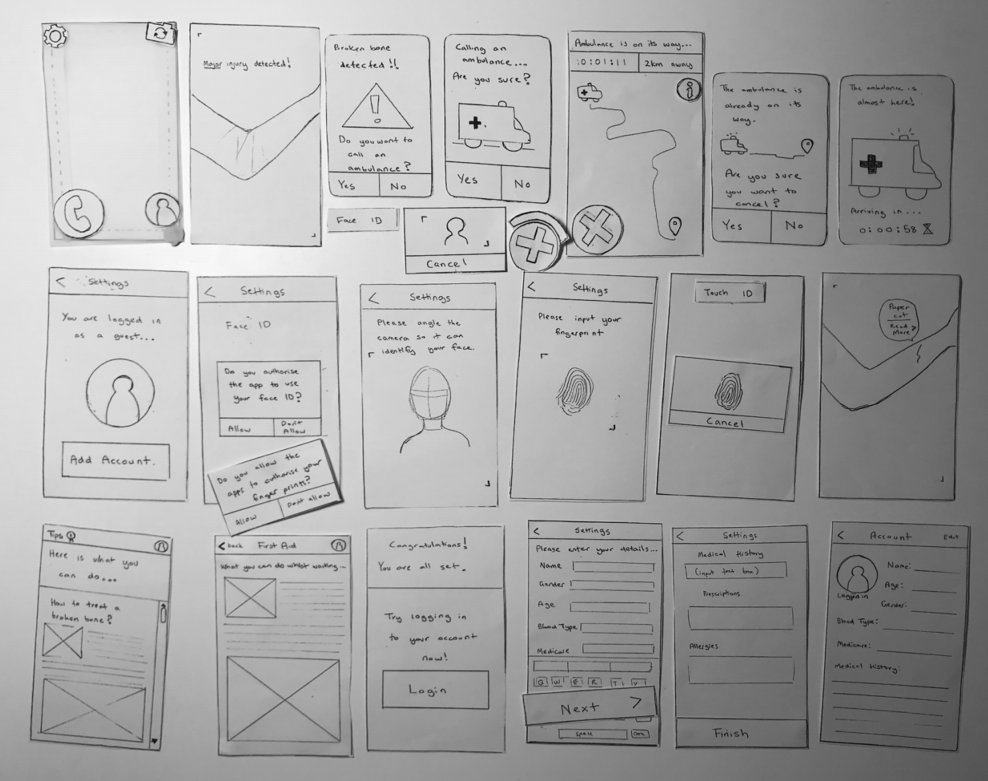 Major injury detected!
Broken bone
detected!!
!
Do you want to
call an
ambulance?
Yes
No
Calling an
ambulance...
Are you sure?
Yes
No
Ambulance is on its way...
:0:01:11
2km away
i
The ambulance is
already on its
way.
Are you sure
you want to
cancel?
Yes
No
The ambulance is
almost here!
Arriving in...
0:00:58
Face ID
Cancel
< Settings
You are logged in
as a guest...
Add Account.
< Settings
Face ID
Do you authorise
the app to use
your face ID?
Allow
Don't
Allow
Do you allow the
apps to authorise your
finger prints?
Allow
Don't allow
< Settings
Please angle the
camera so it can
identify your face.
< Settings
Please input your
fingerprint
Touch ID
Cancel
Paper
cut
Read >
More
Tips
Here is what you
can do...
How to treat a
broken bone?
< back
First Aid
What you can do whilst waiting...
Congratulations!
You are all set.
Try logging in
to your account
now!
Login
< Settings
Please enter your details...
Name
Gender
Age
Blood Type
Medicare
Q W E R T Y
Next >
space
< Settings
Medical History
(input text box)
Prescriptions
Allergies
Finish
< Account
Edit
Logged in
Name:
Age:
Gender:
Blood Type:
Medicare:
Medical History: